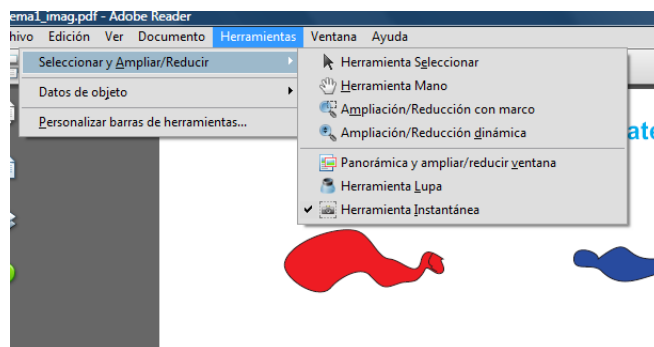 ema1_imag.pdf - Adobe Reader
hivo Edición Ver Documento Herramientas Ventana Ayuda
Seleccionar y Ampliar/Reducir
Datos de objeto
Personalizar barras de herramientas...
Herramienta Seleccionar
Herramienta Mano
Ampliación/Reducción con marco
Ampliación/Reducción dinámica
Panorámica y ampliar/reducir ventana
Herramienta Lupa
Herramienta Instantánea
ate